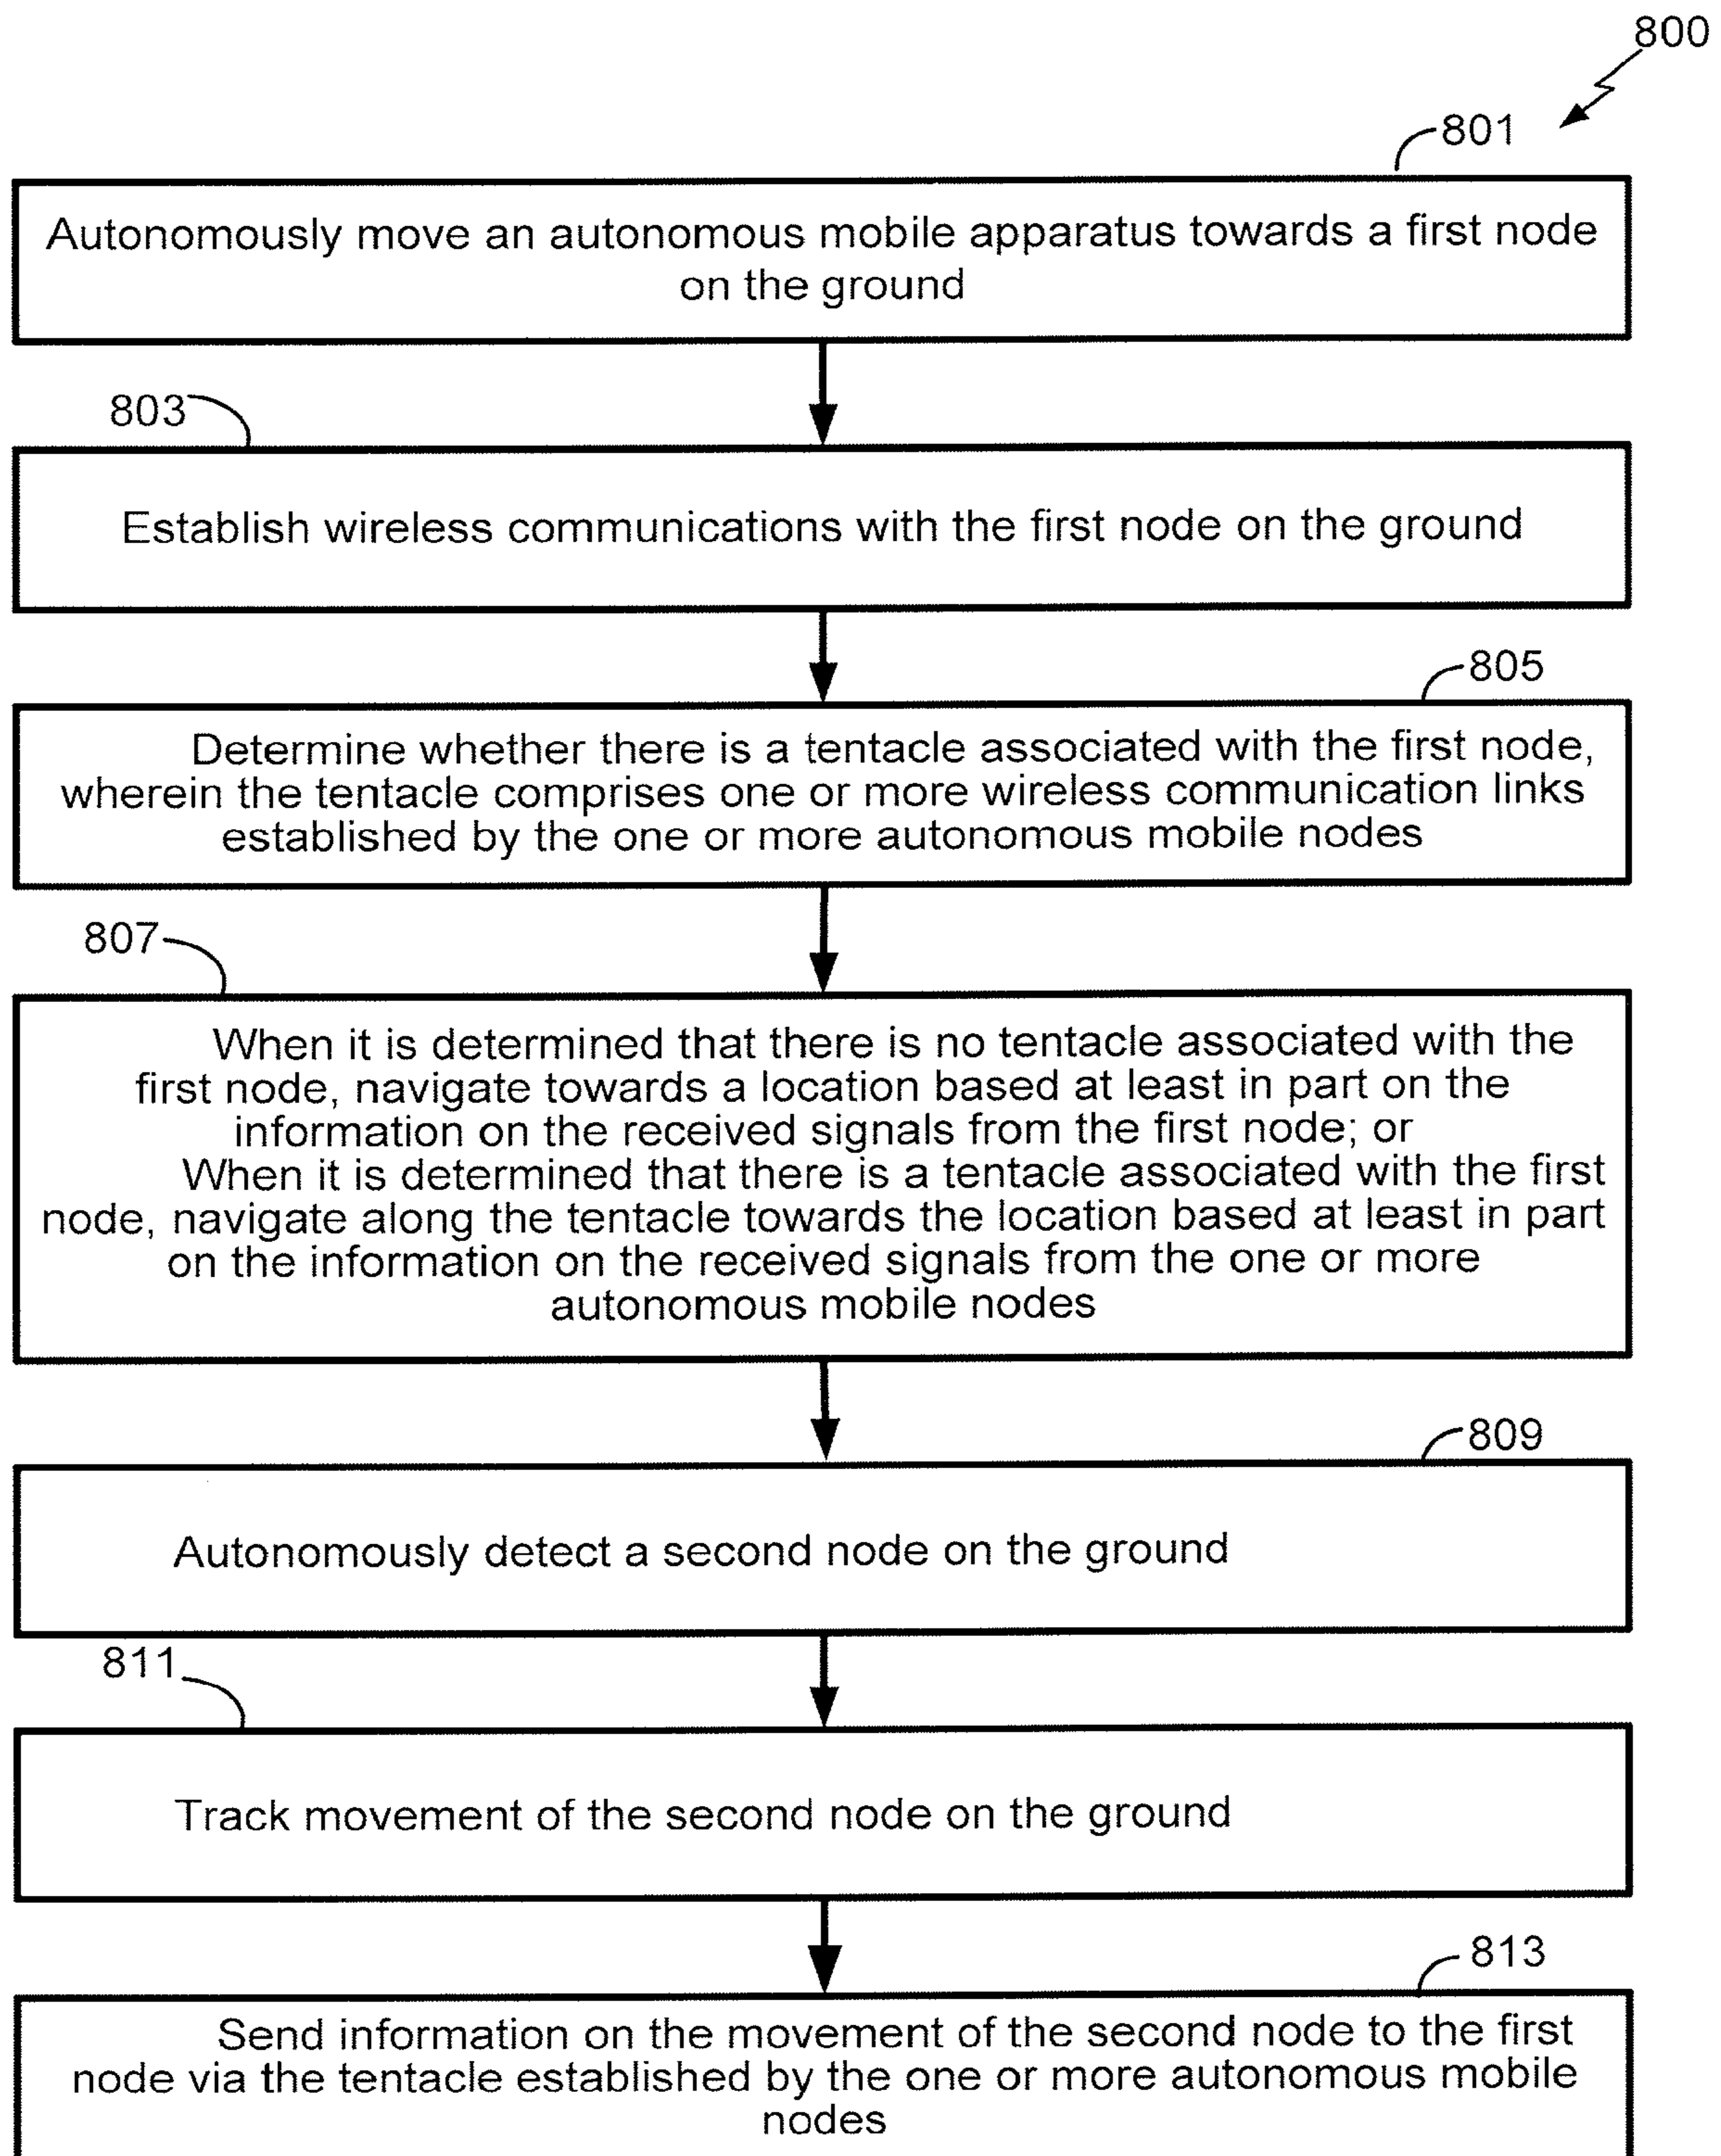 800
801
Autonomously move an autonomous mobile apparatus towards a first node
on the ground
803
Establish wireless communications with the first node on the ground
805
Determine whether there is a tentacle associated with the first node,
wherein the tentacle comprises one or more wireless communication links
established by the one or more autonomous mobile nodes
807
When it is determined that there is no tentacle associated with the
first node, navigate towards a location based at least in part on the
information on the received signals from the first node; or
When it is determined that there is a tentacle associated with the first
node, navigate along the tentacle towards the location based at least in part
on the information on the received signals from the one or more
autonomous mobile nodes
809
Autonomously detect a second node on the ground
811
Track movement of the second node on the ground
813
Send information on the movement of the second node to the first
node via the tentacle established by the one or more autonomous mobile
nodes